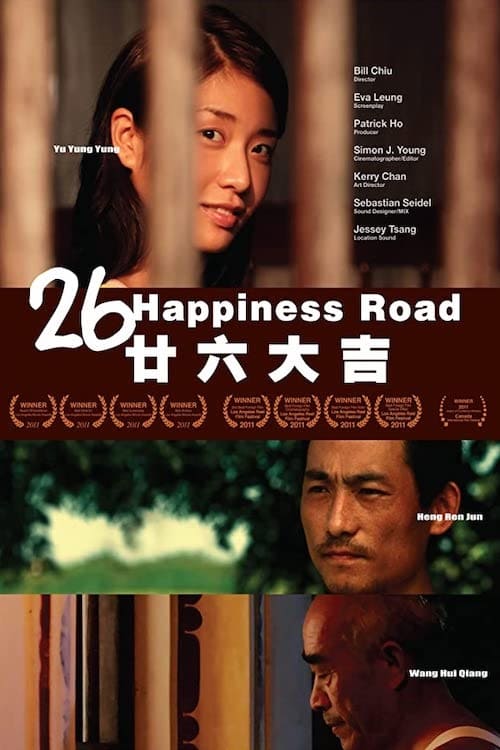 Bill Chiu
Director
Eva Leung
Screenplay
Patrick Ho
Producer
Simon J. Young
Cinematographer/Editor
Kerry Chan
Art Director
Sebastian Seidel
Sound Designer/MIX
Jessey Tsang
Location Sound
Yu Yung Yung
26 Happiness Road
廿六大吉
WINNER
2011
WINNER
2011
WINNER
2011
WINNER
2011
WINNER
Los Angeles Reel
Film Festival
2011
WINNER
Los Angeles Reel
Film Festival
2011
WINNER
Los Angeles Reel
Film Festival
2011
WINNER
Los Angeles Reel
Film Festival
2011
WINNER
Canada
Heng Ren Jun
Wang Hui Qiang